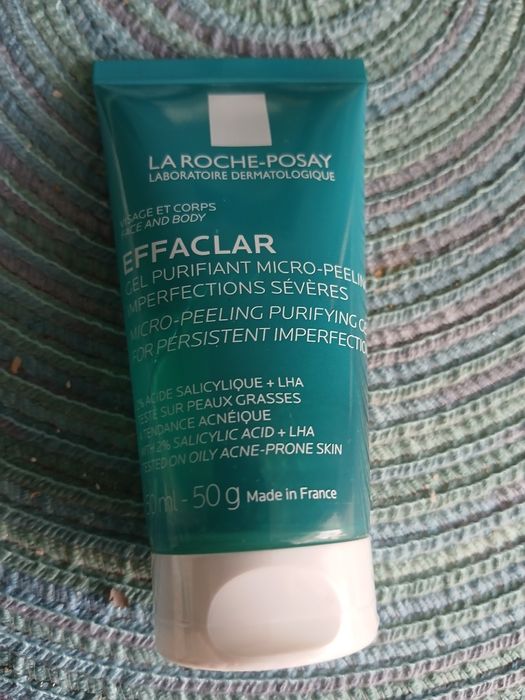 LA ROCHE-POSAY
LABORATOIRE DERMATOLOGIQUE
VISAGE ET CORPS
FACE AND BODY
EFFACLAR
GEL PURIFIANT MICRO-PEELIN
IMPERFECTIONS SÉVÈRES
MICRO-PEELING PURIFYING G
FOR PERSISTENT IMPERFECTIO
2% ACIDE SALICYLIQUE + LHA
TESTÉ SUR PEAUX GRASSES
À TENDANCE ACNÉIQUE
WITH 2% SALICYLIC ACID + LHA
TESTED ON OILY ACNE-PRONE SKIN
50 ml - 50 g Made in France